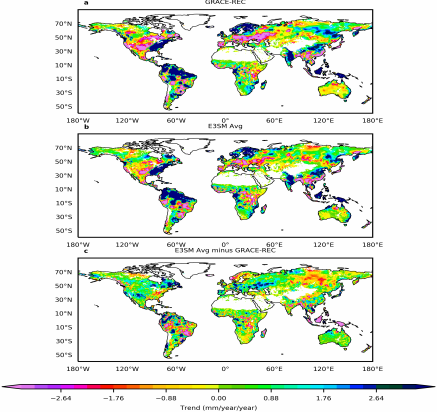 a
GRACE-REC
70°N
50°N
30°N
10°N
10°S
30°S
50°S
180°W 120°W 60°W 0° 60°E 120°E 180°E
b
E3SM Avg
70°N
50°N
30°N
10°N
10°S
30°S
50°S
180°W 120°W 60°W 0° 60°E 120°E 180°E
c
E3SM Avg minus GRACE-REC
70°N
50°N
30°N
10°N
10°S
30°S
50°S
180°W 120°W 60°W 0° 60°E 120°E 180°E
−2.64 −1.76 −0.88 0.00 0.88 1.76 2.64
Trend (mm/year/year)